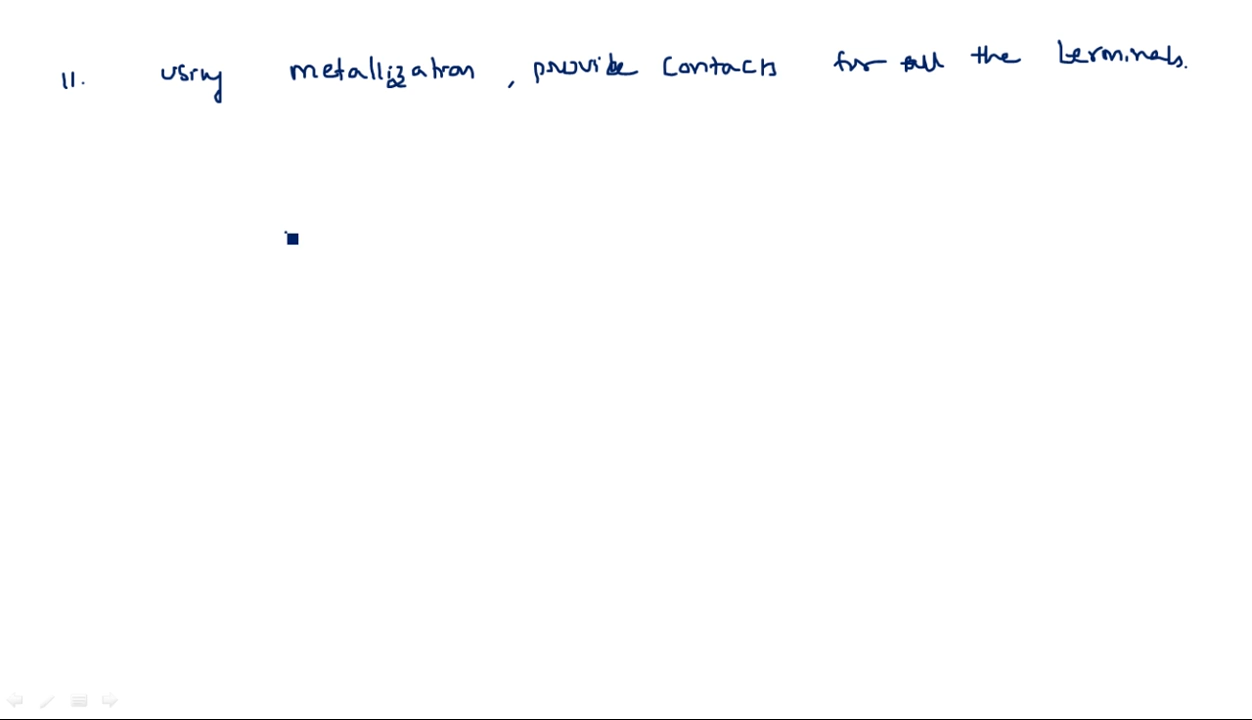 11. using metallization, provide contacts for all the terminals.